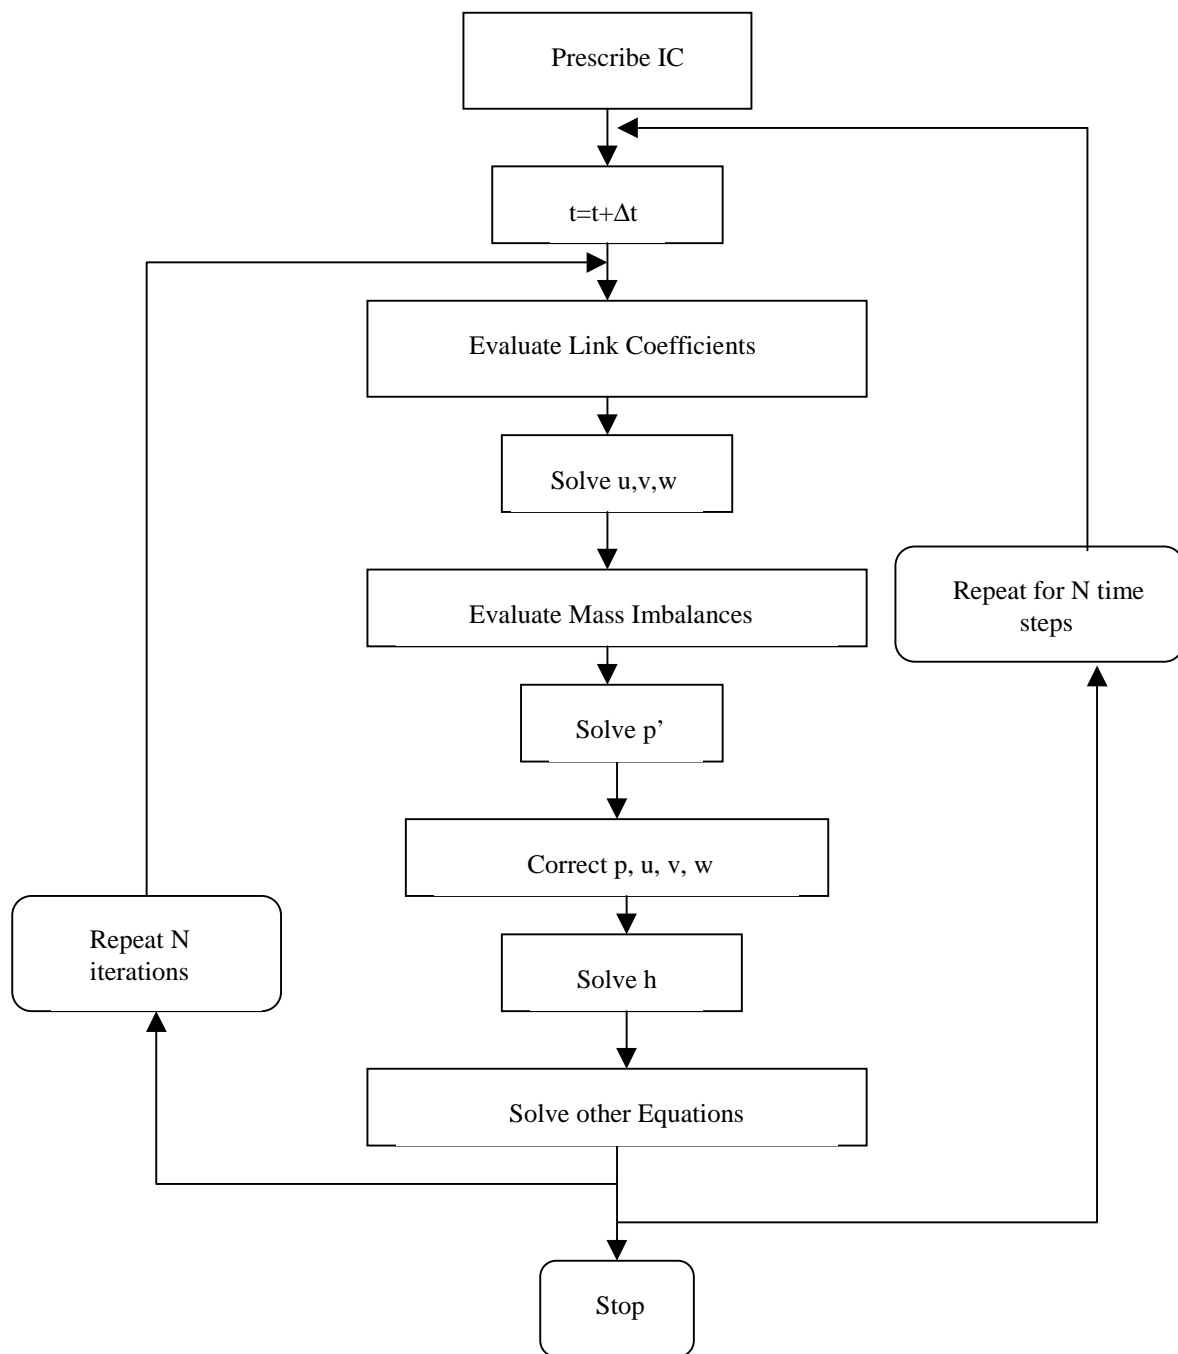 Prescribe IC
t=t+Δt
Evaluate Link Coefficients
Solve u,v,w
Evaluate Mass Imbalances
Repeat for N time
steps
Solve p’
Correct p, u, v, w
Repeat N
iterations
Solve h
Solve other Equations
Stop